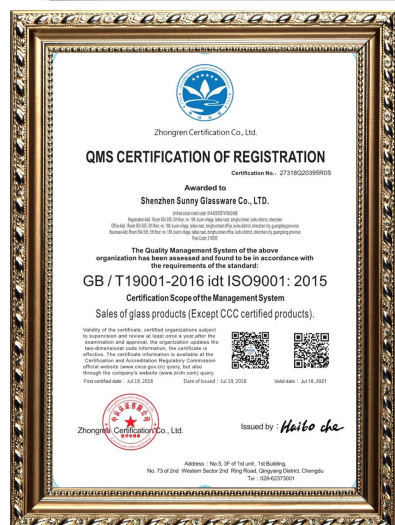 Zhongren Certification Co., Ltd.
QMS CERTIFICATION OF REGISTRATION
Certification No.: 27318Q20395R0S
Awarded to
Shenzhen Sunny Glassware Co., LTD.
The Quality Management System of the above
organization has been assessed and found to be in accordance with
the requirements of the standard:
GB / T19001-2016 idt ISO9001: 2015
Certification Scope of the Management System
Sales of glass products (Except CCC certified products).
Validity of the certificate, certified organizations subject
to supervision and review at least once a year,after the
examination and approval, the organization updates the
two-dimensional code information, the certificate is
effective. The certificate information is available at the
Certification and Accreditation Regulatory Commission
official website (www.cnca.gov.cn) query, but also
through the company's website (www.zrcln.com) query.
First certified date : Jul.19, 2018 Date of Issued : Jul.19, 2018 Valid date : Jul.18, 2021
Zhongren Certification Co., Ltd.
Issued by : Haibo che
Address : No.5, 3F of 1st unit , 1st Building,
No. 73 of 2nd Western Sector 2nd Ring Road, Qingyang District, Chengdu
Tel : 028-62373001